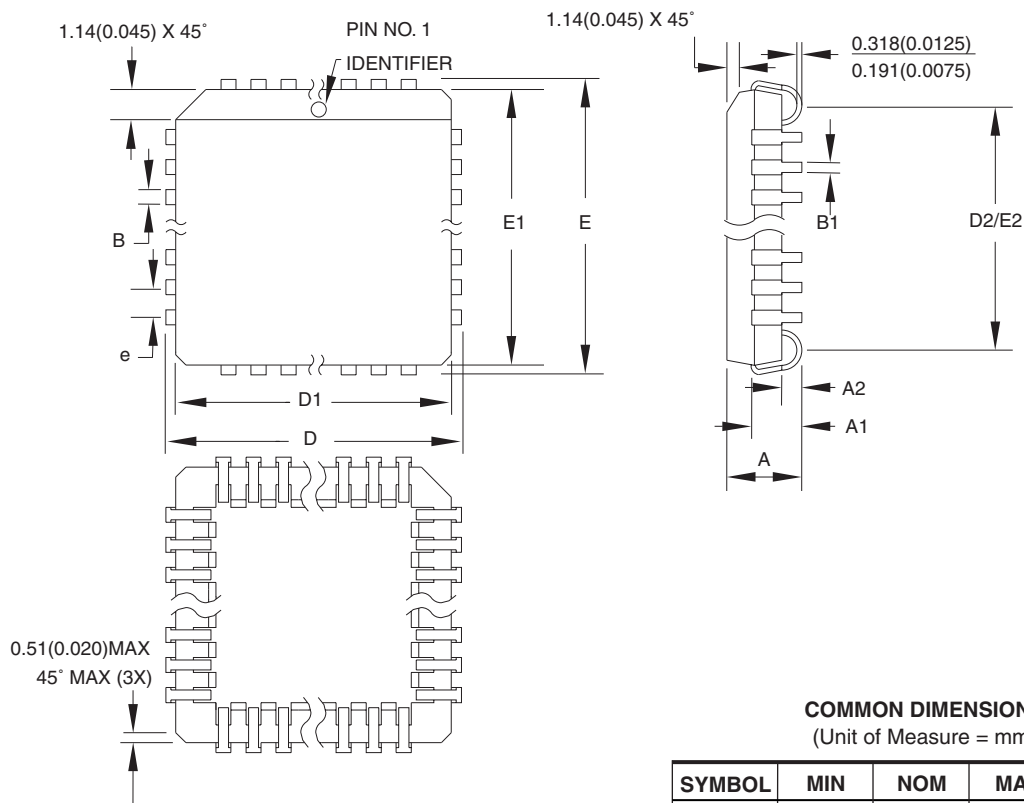 1.14(0.045) X 45˚
PIN NO. 1
IDENTIFIER
1.14(0.045) X 45˚
0.318(0.0125)
0.191(0.0075)
B
e
E1
E
B1
D2/E2
A2
A1
A
D1
D
0.51(0.020)MAX
45˚ MAX (3X)
COMMON DIMENSION
(Unit of Measure = mm
SYMBOL MIN NOM MA